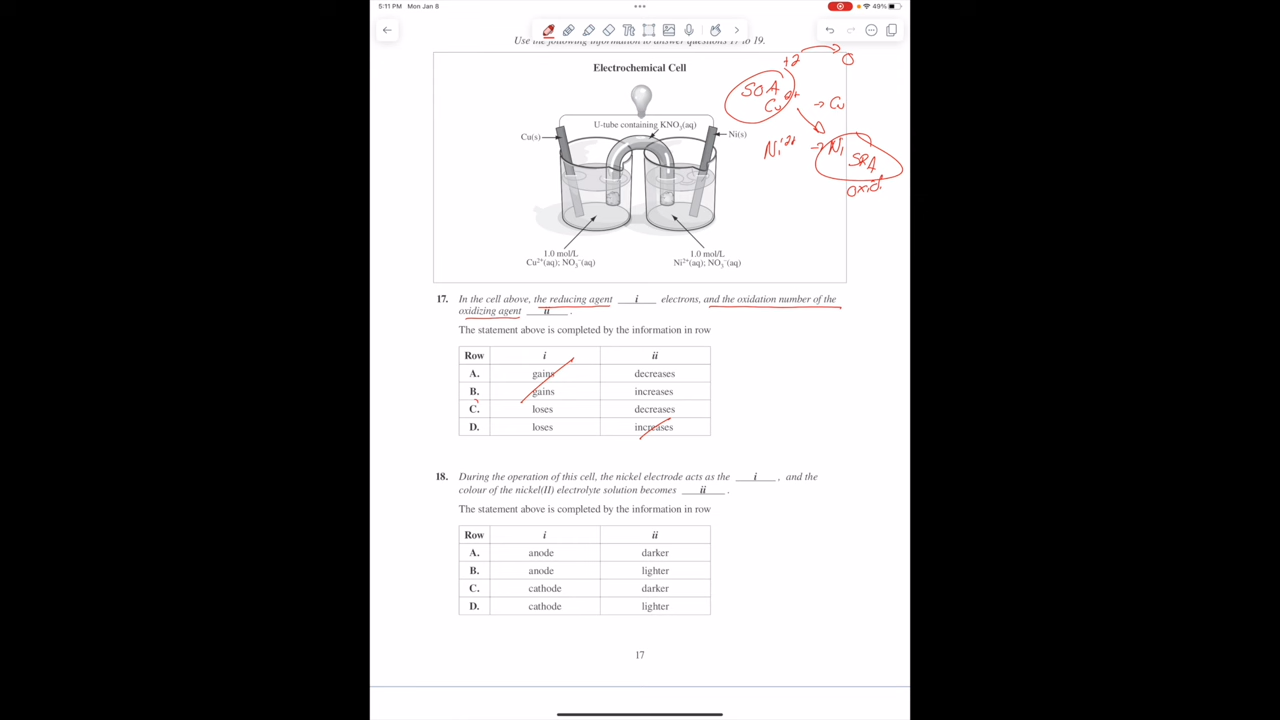 5:11 PM Mon Jan 8
49%
Use the following information to answer questions 17 to 19.
Electrochemical Cell
U-tube containing KNO₃(aq)
Cu(s)
Ni(s)
1.0 mol/L
Cu²⁺(aq); NO₃⁻(aq)
1.0 mol/L
Ni²⁺(aq); NO₃⁻(aq)
+2 0
SOA
Cu²⁺ → Cu
Ni²⁺ → Ni
SRA
oxid.
17. In the cell above, the reducing agent i electrons, and the oxidation number of the
oxidizing agent ii .
The statement above is completed by the information in row
Row i ii
A. gains decreases
B. gains increases
C. loses decreases
D. loses increases
18. During the operation of this cell, the nickel electrode acts as the i , and the
colour of the nickel(II) electrolyte solution becomes ii .
The statement above is completed by the information in row
Row i ii
A. anode darker
B. anode lighter
C. cathode darker
D. cathode lighter
17